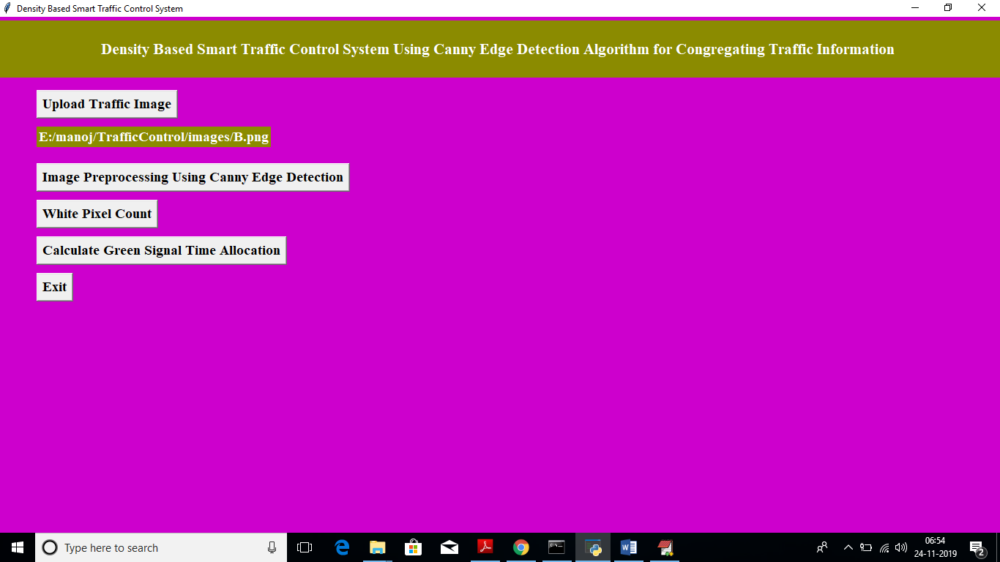 Density Based Smart Traffic Control System
Density Based Smart Traffic Control System Using Canny Edge Detection Algorithm for Congregating Traffic Information
Upload Traffic Image
E:/manoj/TrafficControl/images/B.png
Image Preprocessing Using Canny Edge Detection
White Pixel Count
Calculate Green Signal Time Allocation
Exit
Type here to search
06:54
24-11-2019
2